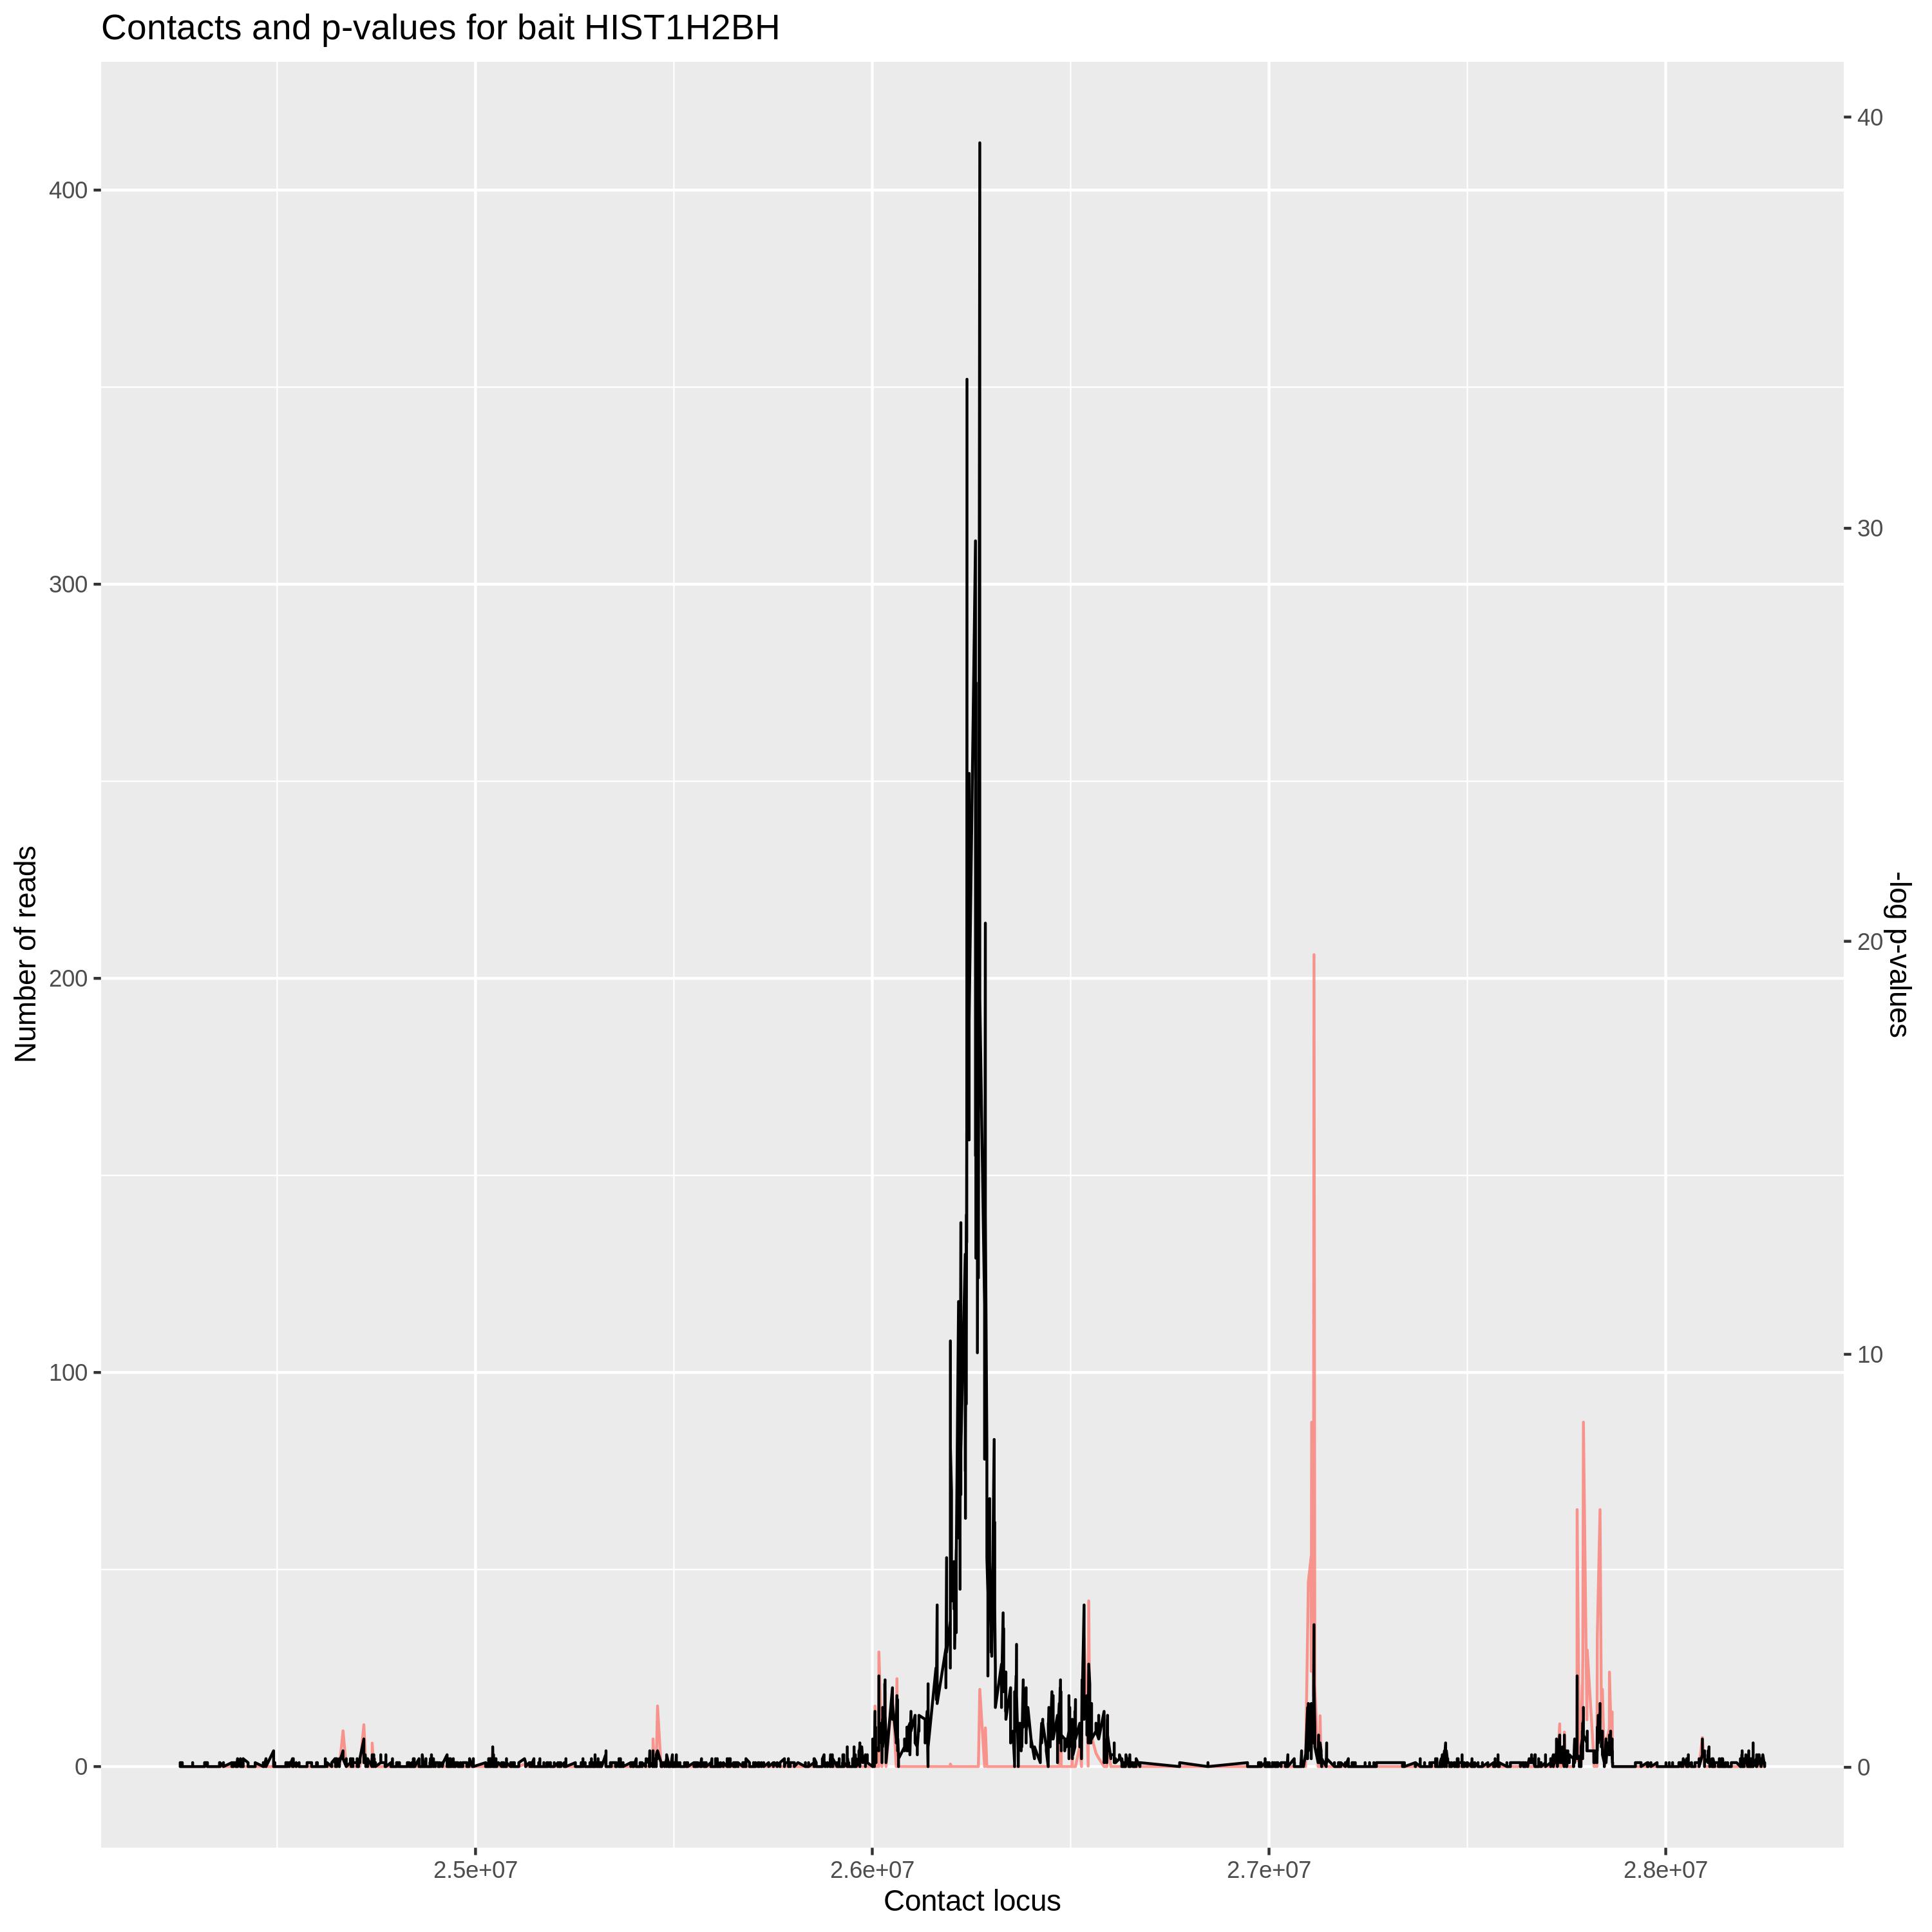 Contacts and p-values for bait HIST1H2BH
Number of reads
400
300
200
100
0
40
30
20
10
0
-log p-values
2.5e+07
2.6e+07
2.7e+07
2.8e+07
Contact locus